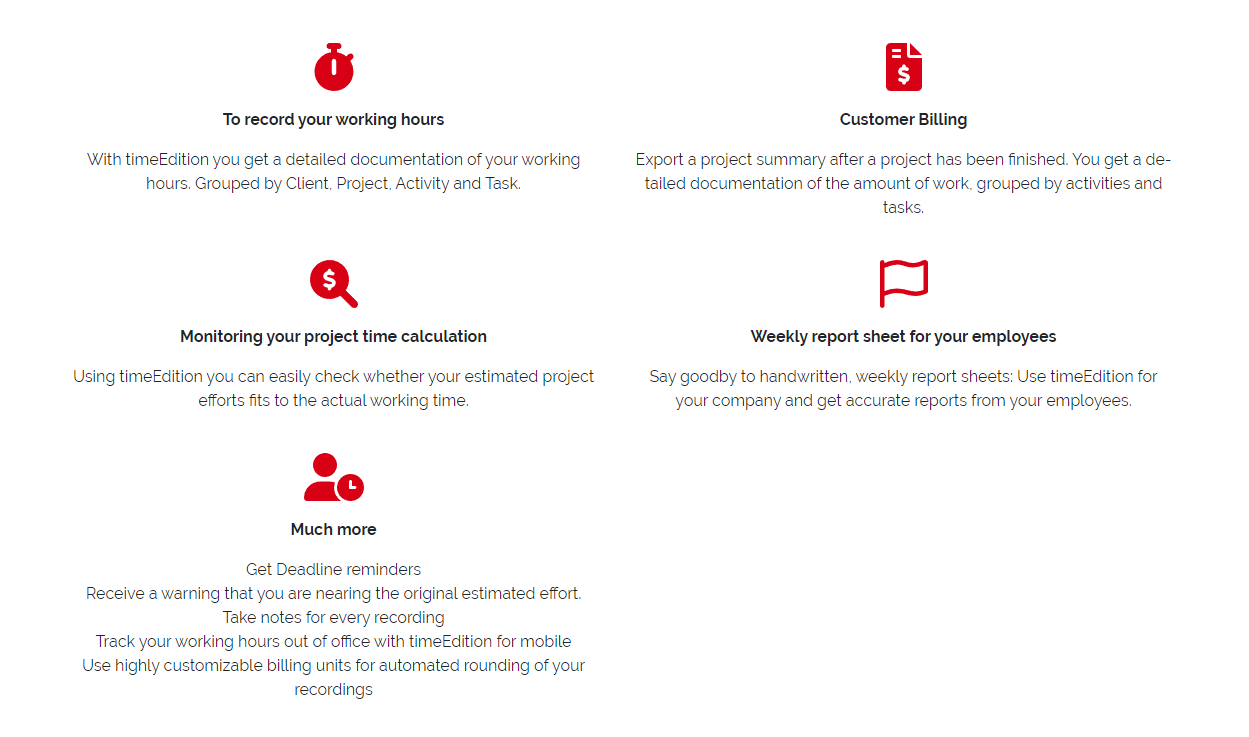 To record your working hours
With timeEdition you get a detailed documentation of your working
hours. Grouped by Client, Project, Activity and Task.
Customer Billing
Export a project summary after a project has been finished. You get a de-
tailed documentation of the amount of work, grouped by activities and
tasks.
Monitoring your project time calculation
Using timeEdition you can easily check whether your estimated project
efforts fits to the actual working time.
Weekly report sheet for your employees
Say goodby to handwritten, weekly report sheets: Use timeEdition for
your company and get accurate reports from your employees.
Much more
Get Deadline reminders
Receive a warning that you are nearing the original estimated effort.
Take notes for every recording
Track your working hours out of office with timeEdition for mobile
Use highly customizable billing units for automated rounding of your
recordings